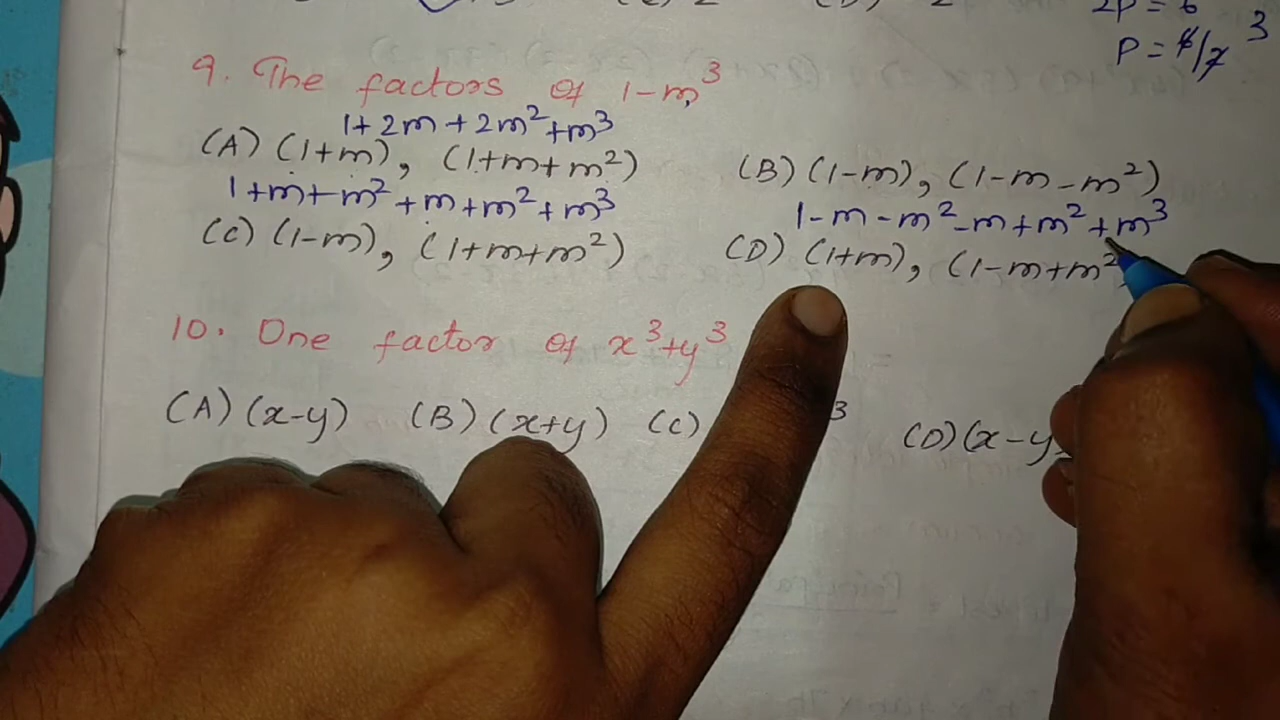 2P = 6
P = 6/2 3
9. The factors of 1-m³
1+2m+2m²+m³
(A) (1+m), (1+m+m²) (B) (1-m), (1-m-m²)
1+m+m²+m+m²+m³ 1-m-m²-m+m²+m³
(C) (1-m), (1+m+m²) (D) (1+m), (1-m+m²
10. One factor of x³+y³
(A) (x-y) (B) (x+y) (C) 3 (D) (x-y